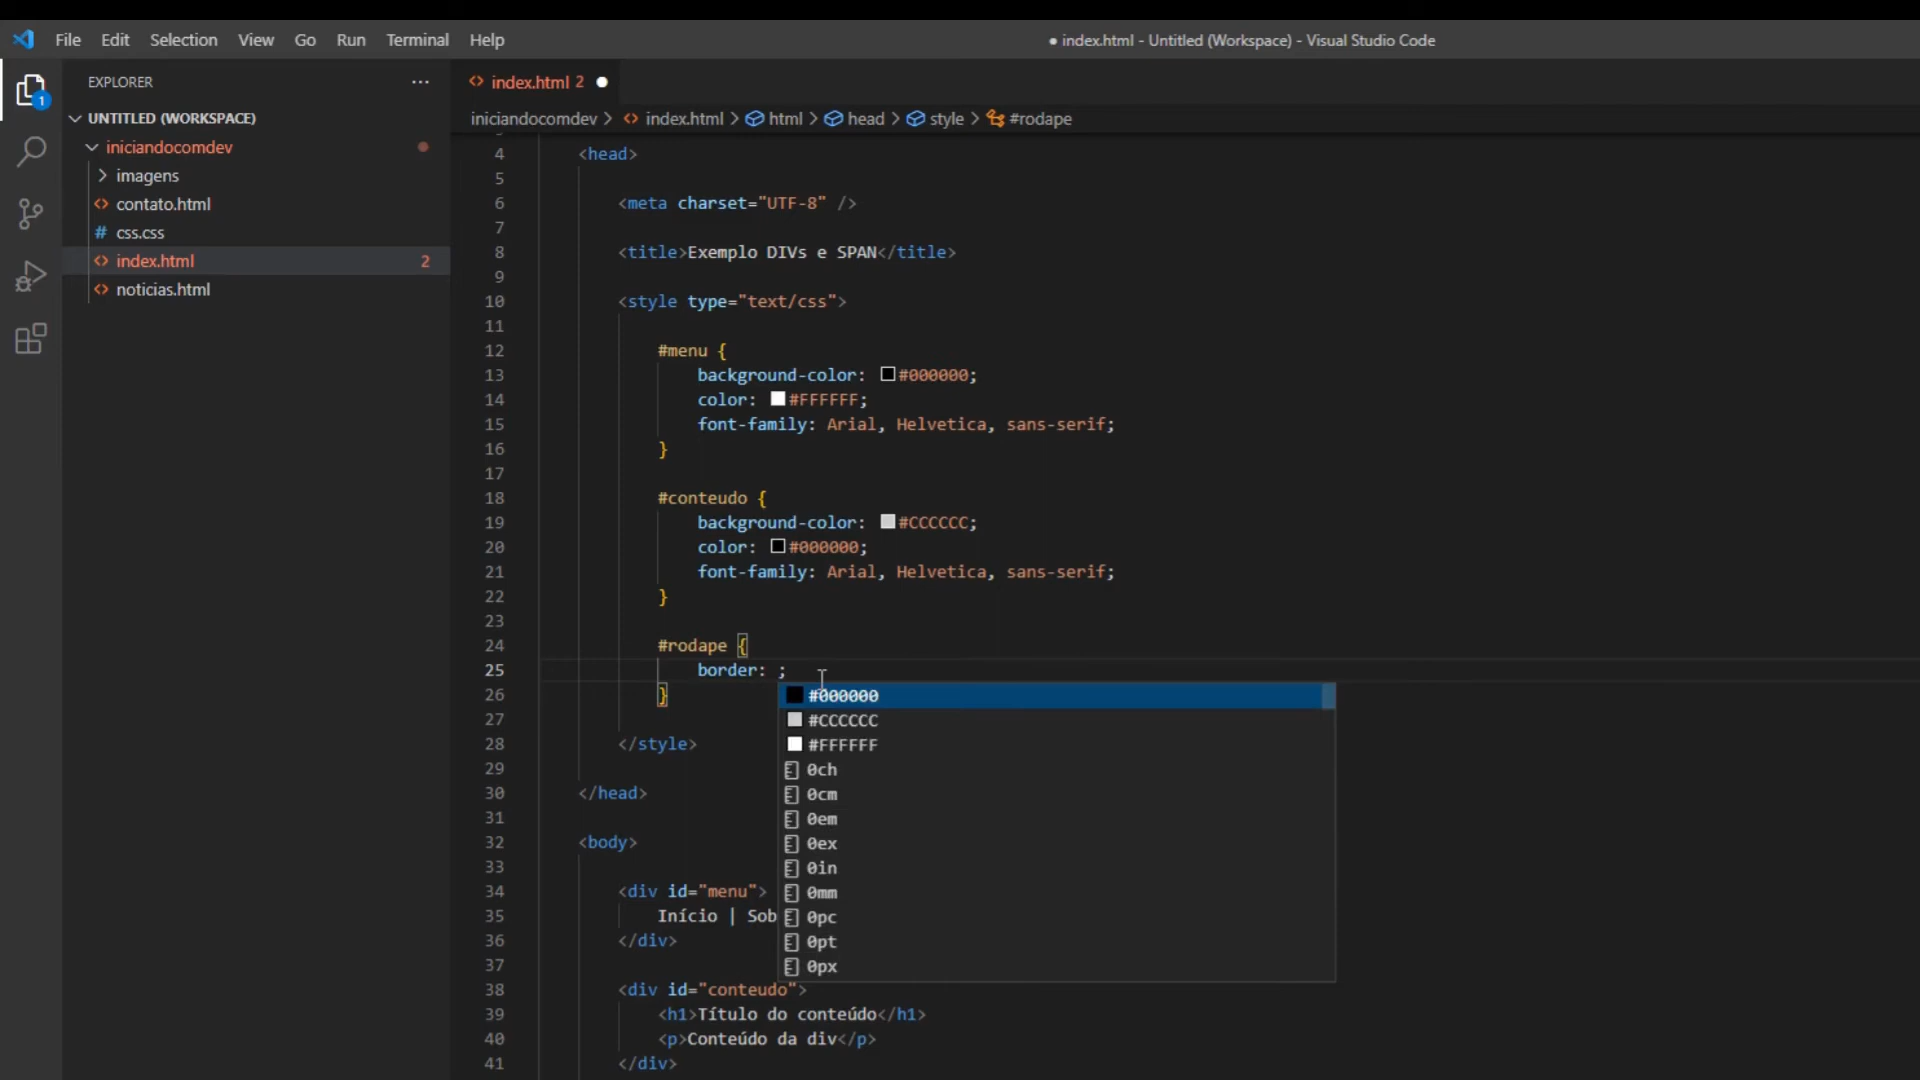 File Edit Selection View Go Run Terminal Help
● index.html - Untitled (Workspace) - Visual Studio Code
1
EXPLORER ...
UNTITLED (WORKSPACE)
iniciandocomdev
imagens
contato.html
# css.css
index.html 2
noticias.html
index.html 2
iniciandocomdev > index.html > html > head > style > #rodape
4 <head>
5
6 <meta charset="UTF-8" />
7
8 <title>Exemplo DIVs e SPAN</title>
9
10 <style type="text/css">
11
12 #menu {
13 background-color: #000000;
14 color: #FFFFFF;
15 font-family: Arial, Helvetica, sans-serif;
16 }
17
18 #conteudo {
19 background-color: #CCCCCC;
20 color: #000000;
21 font-family: Arial, Helvetica, sans-serif;
22 }
23
24 #rodape {
25 border: ;
26 }
27
28 </style>
29
30 </head>
31
32 <body>
33
34 <div id="menu">
35 Início | Sob
36 </div>
37
38 <div id="conteudo">
39 <h1>Título do conteúdo</h1>
40 <p>Conteúdo da div</p>
41 </div>
#000000
#CCCCCC
#FFFFFF
0ch
0cm
0em
0ex
0in
0mm
0pc
0pt
0px